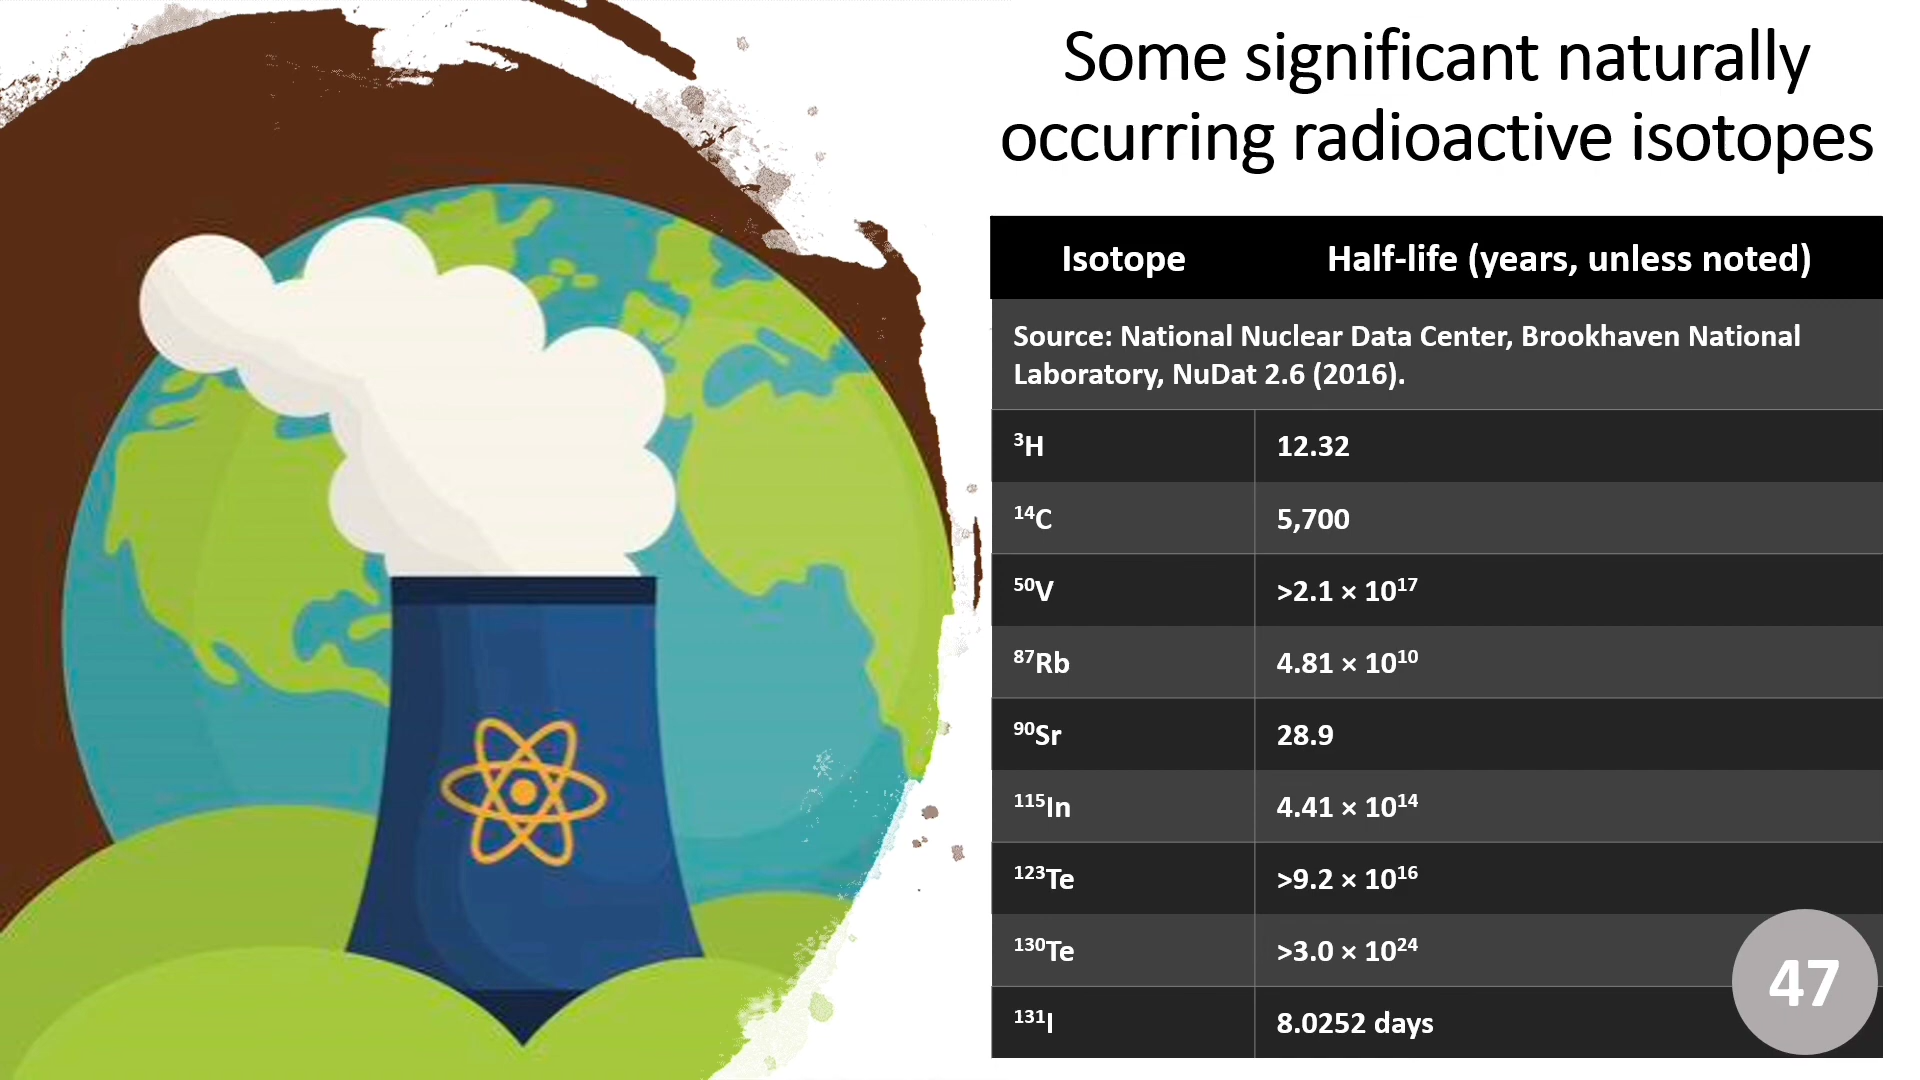 Some significant naturally
occurring radioactive isotopes
Isotope Half-life (years, unless noted)
Source: National Nuclear Data Center, Brookhaven National
Laboratory, NuDat 2.6 (2016).
³H 12.32
¹⁴C 5,700
⁵⁰V >2.1 × 10¹⁷
⁸⁷Rb 4.81 × 10¹⁰
⁹⁰Sr 28.9
¹¹⁵In 4.41 × 10¹⁴
¹²³Te >9.2 × 10¹⁶
¹³⁰Te >3.0 × 10²⁴
¹³¹I 8.0252 days
47